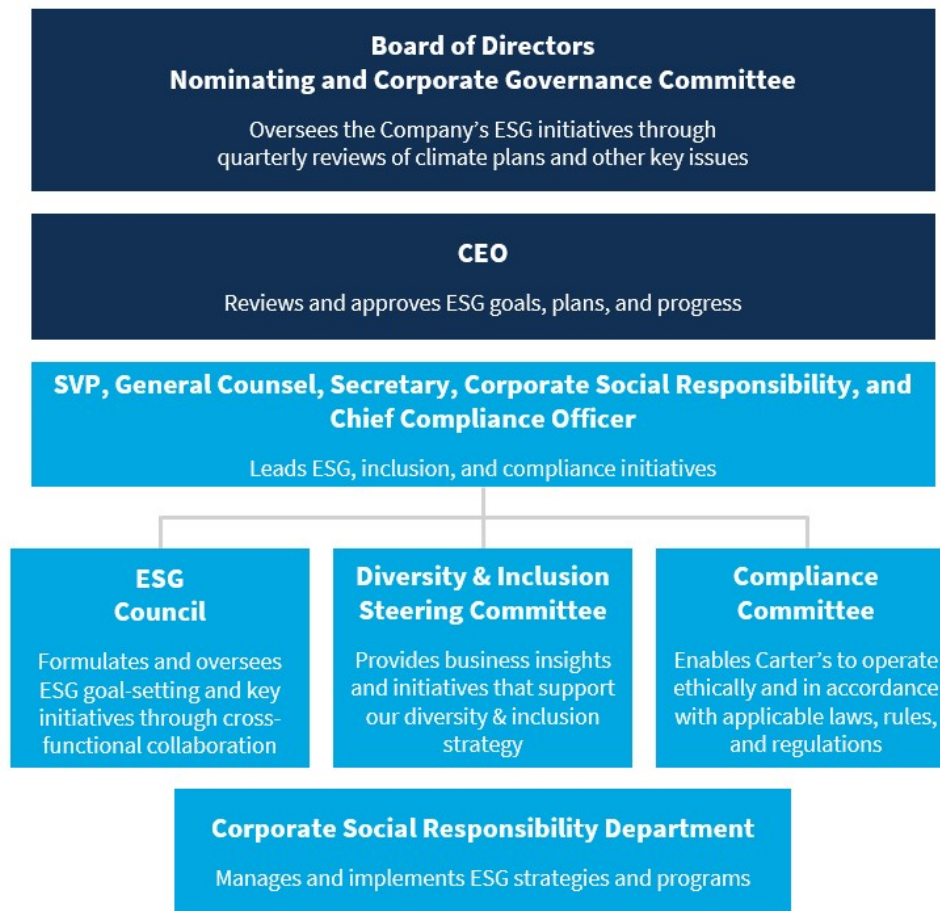 Board of Directors
Nominating and Corporate Governance Committee
Oversees the Company’s ESG initiatives through
quarterly reviews of climate plans and other key issues
CEO
Reviews and approves ESG goals, plans, and progress
SVP, General Counsel, Secretary, Corporate Social Responsibility, and
Chief Compliance Officer
Leads ESG, inclusion, and compliance initiatives
ESG
Council
Formulates and oversees
ESG goal-setting and key
initiatives through cross-
functional collaboration
Diversity & Inclusion
Steering Committee
Provides business insights
and initiatives that support
our diversity & inclusion
strategy
Compliance
Committee
Enables Carter’s to operate
ethically and in accordance
with applicable laws, rules,
and regulations
Corporate Social Responsibility Department
Manages and implements ESG strategies and programs